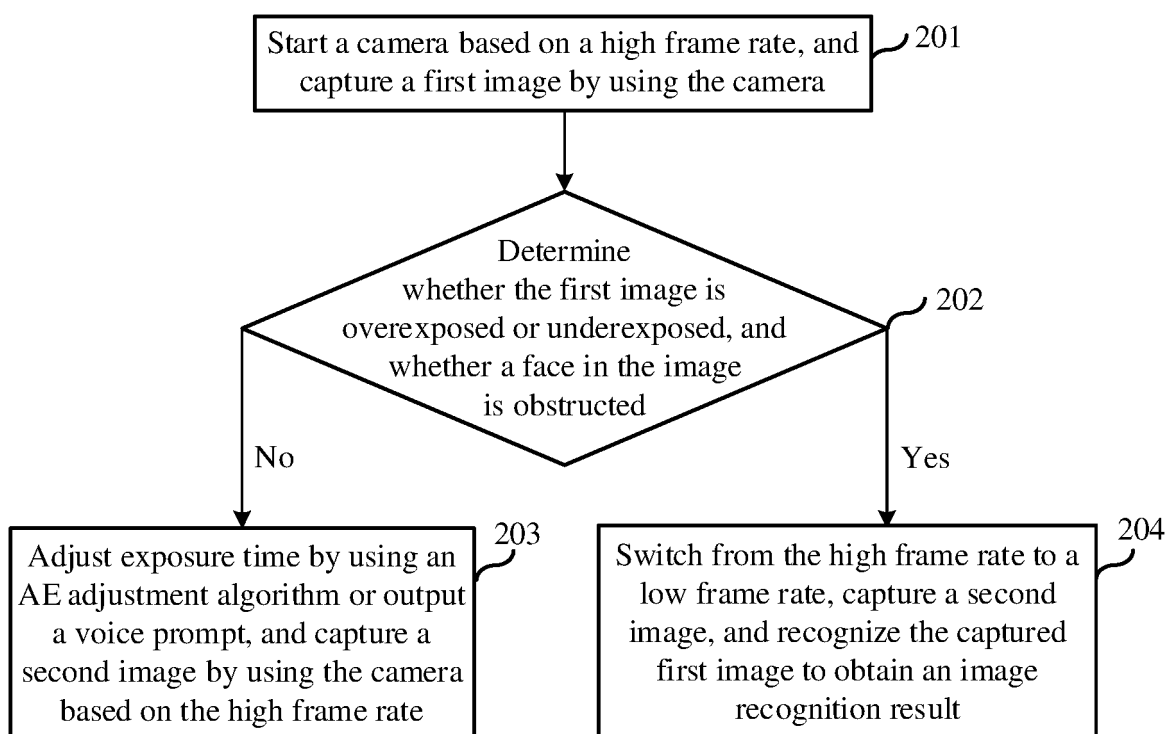 Start a camera based on a high frame rate, and
capture a first image by using the camera
201
Determine
whether the first image is
overexposed or underexposed, and
whether a face in the image
is obstructed
202
No
Yes
Adjust exposure time by using an
AE adjustment algorithm or output
a voice prompt, and capture a
second image by using the camera
based on the high frame rate
203
Switch from the high frame rate to a
low frame rate, capture a second
image, and recognize the captured
first image to obtain an image
recognition result
204